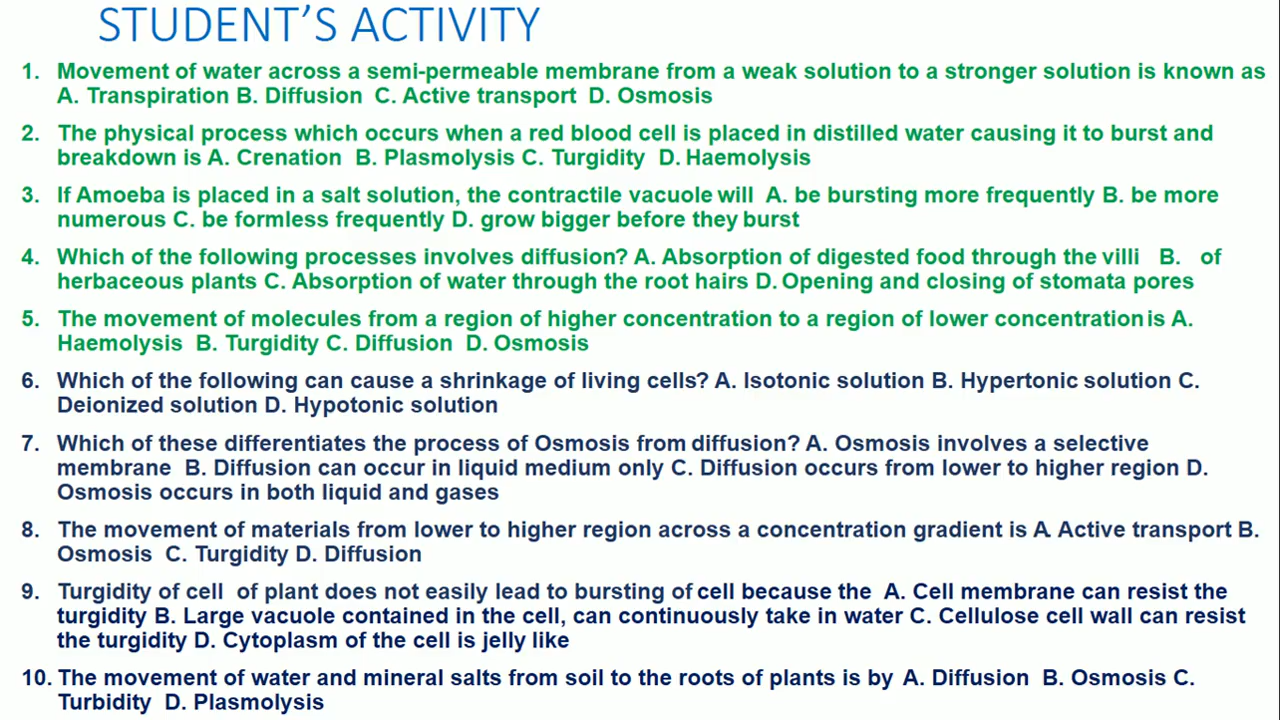 STUDENT’S ACTIVITY
1. Movement of water across a semi-permeable membrane from a weak solution to a stronger solution is known as
A. Transpiration B. Diffusion C. Active transport D. Osmosis
2. The physical process which occurs when a red blood cell is placed in distilled water causing it to burst and
breakdown is A. Crenation B. Plasmolysis C. Turgidity D. Haemolysis
3. If Amoeba is placed in a salt solution, the contractile vacuole will A. be bursting more frequently B. be more
numerous C. be formless frequently D. grow bigger before they burst
4. Which of the following processes involves diffusion? A. Absorption of digested food through the villi B. of
herbaceous plants C. Absorption of water through the root hairs D. Opening and closing of stomata pores
5. The movement of molecules from a region of higher concentration to a region of lower concentration is A.
Haemolysis B. Turgidity C. Diffusion D. Osmosis
6. Which of the following can cause a shrinkage of living cells? A. Isotonic solution B. Hypertonic solution C.
Deionized solution D. Hypotonic solution
7. Which of these differentiates the process of Osmosis from diffusion? A. Osmosis involves a selective
membrane B. Diffusion can occur in liquid medium only C. Diffusion occurs from lower to higher region D.
Osmosis occurs in both liquid and gases
8. The movement of materials from lower to higher region across a concentration gradient is A. Active transport B.
Osmosis C. Turgidity D. Diffusion
9. Turgidity of cell of plant does not easily lead to bursting of cell because the A. Cell membrane can resist the
turgidity B. Large vacuole contained in the cell, can continuously take in water C. Cellulose cell wall can resist
the turgidity D. Cytoplasm of the cell is jelly like
10. The movement of water and mineral salts from soil to the roots of plants is by A. Diffusion B. Osmosis C.
Turbidity D. Plasmolysis